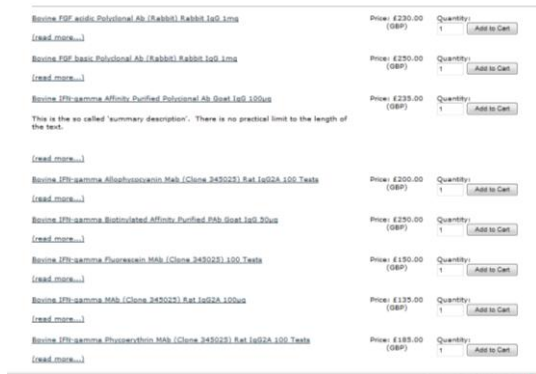 Bovine FGF acidic Polyclonal Ab (Rabbit) Rabbit IgG 1mg
Price: £230.00
(GBP)
Quantity:
1
Add to Cart
(read more...)
Bovine FGF basic Polyclonal Ab (Rabbit) Rabbit IgG 1mg
Price: £250.00
(GBP)
Quantity:
1
Add to Cart
(read more...)
Bovine IFN-gamma Affinity Purified Polyclonal Ab Goat IgG 100ug
Price: £235.00
(GBP)
Quantity:
1
Add to Cart
This is the so called 'summary description'. There is no practical limit to the length of
the text.
(read more...)
Bovine IFN-gamma Allophycocyanin Mab (Clone 345025) Rat IgG2A 100 Tests
Price: £200.00
(GBP)
Quantity:
1
Add to Cart
(read more...)
Bovine IFN-gamma Biotinylated Affinity Purified PAb Goat IgG 50ug
Price: £250.00
(GBP)
Quantity:
1
Add to Cart
(read more...)
Bovine IFN-gamma Fluorescein MAb (Clone 345025) 100 Tests
Price: £150.00
(GBP)
Quantity:
1
Add to Cart
(read more...)
Bovine IFN-gamma MAb (Clone 345025) Rat IgG2A 100ug
Price: £135.00
(GBP)
Quantity:
1
Add to Cart
(read more...)
Bovine IFN-gamma Phycoerythrin MAb (Clone 345025) Rat IgG2A 100 Tests
Price: £185.00
(GBP)
Quantity:
1
Add to Cart
(read more...)